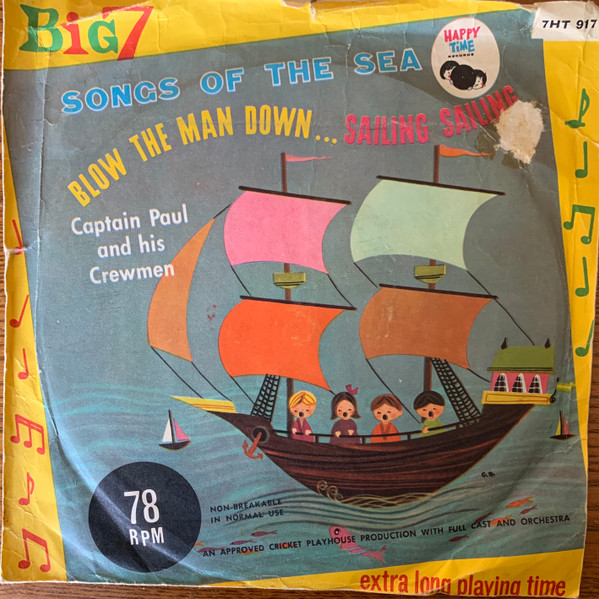 Big 7
HAPPY
TIME
RECORDS
7HT 917
SONGS OF THE SEA
BLOW THE MAN DOWN... SAILING SAILING
Captain Paul
and his
Crewmen
78
RPM
NON-BREAKABLE
IN NORMAL USE
G.B.
AN APPROVED CRICKET PLAYHOUSE PRODUCTION WITH FULL CAST AND ORCHESTRA
extra long playing time